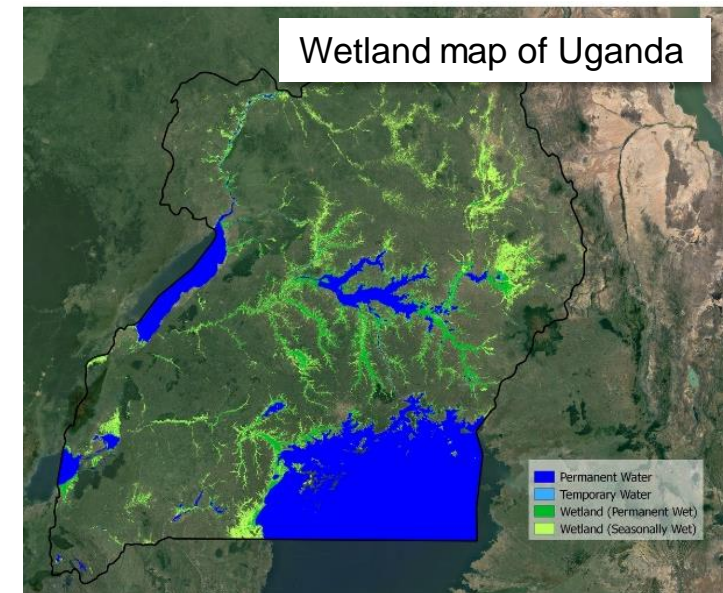 Wetland map of Uganda
Permanent Water
Temporary Water
Wetland (Permanent Wet)
Wetland (Seasonally Wet)